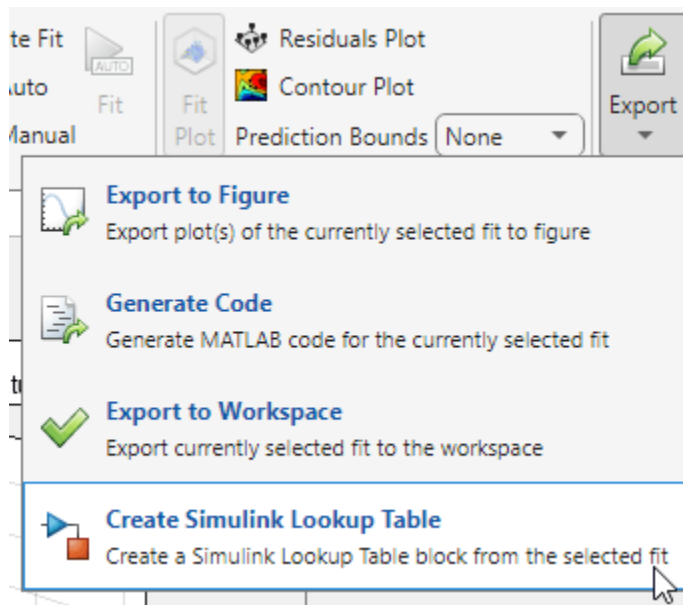 te Fit
Auto
Manual
AUTO
Fit
Fit
Plot
Residuals Plot
Contour Plot
Prediction Bounds None
Export
Export to Figure
Export plot(s) of the currently selected fit to figure
Generate Code
Generate MATLAB code for the currently selected fit
Export to Workspace
Export currently selected fit to the workspace
Create Simulink Lookup Table
Create a Simulink Lookup Table block from the selected fit